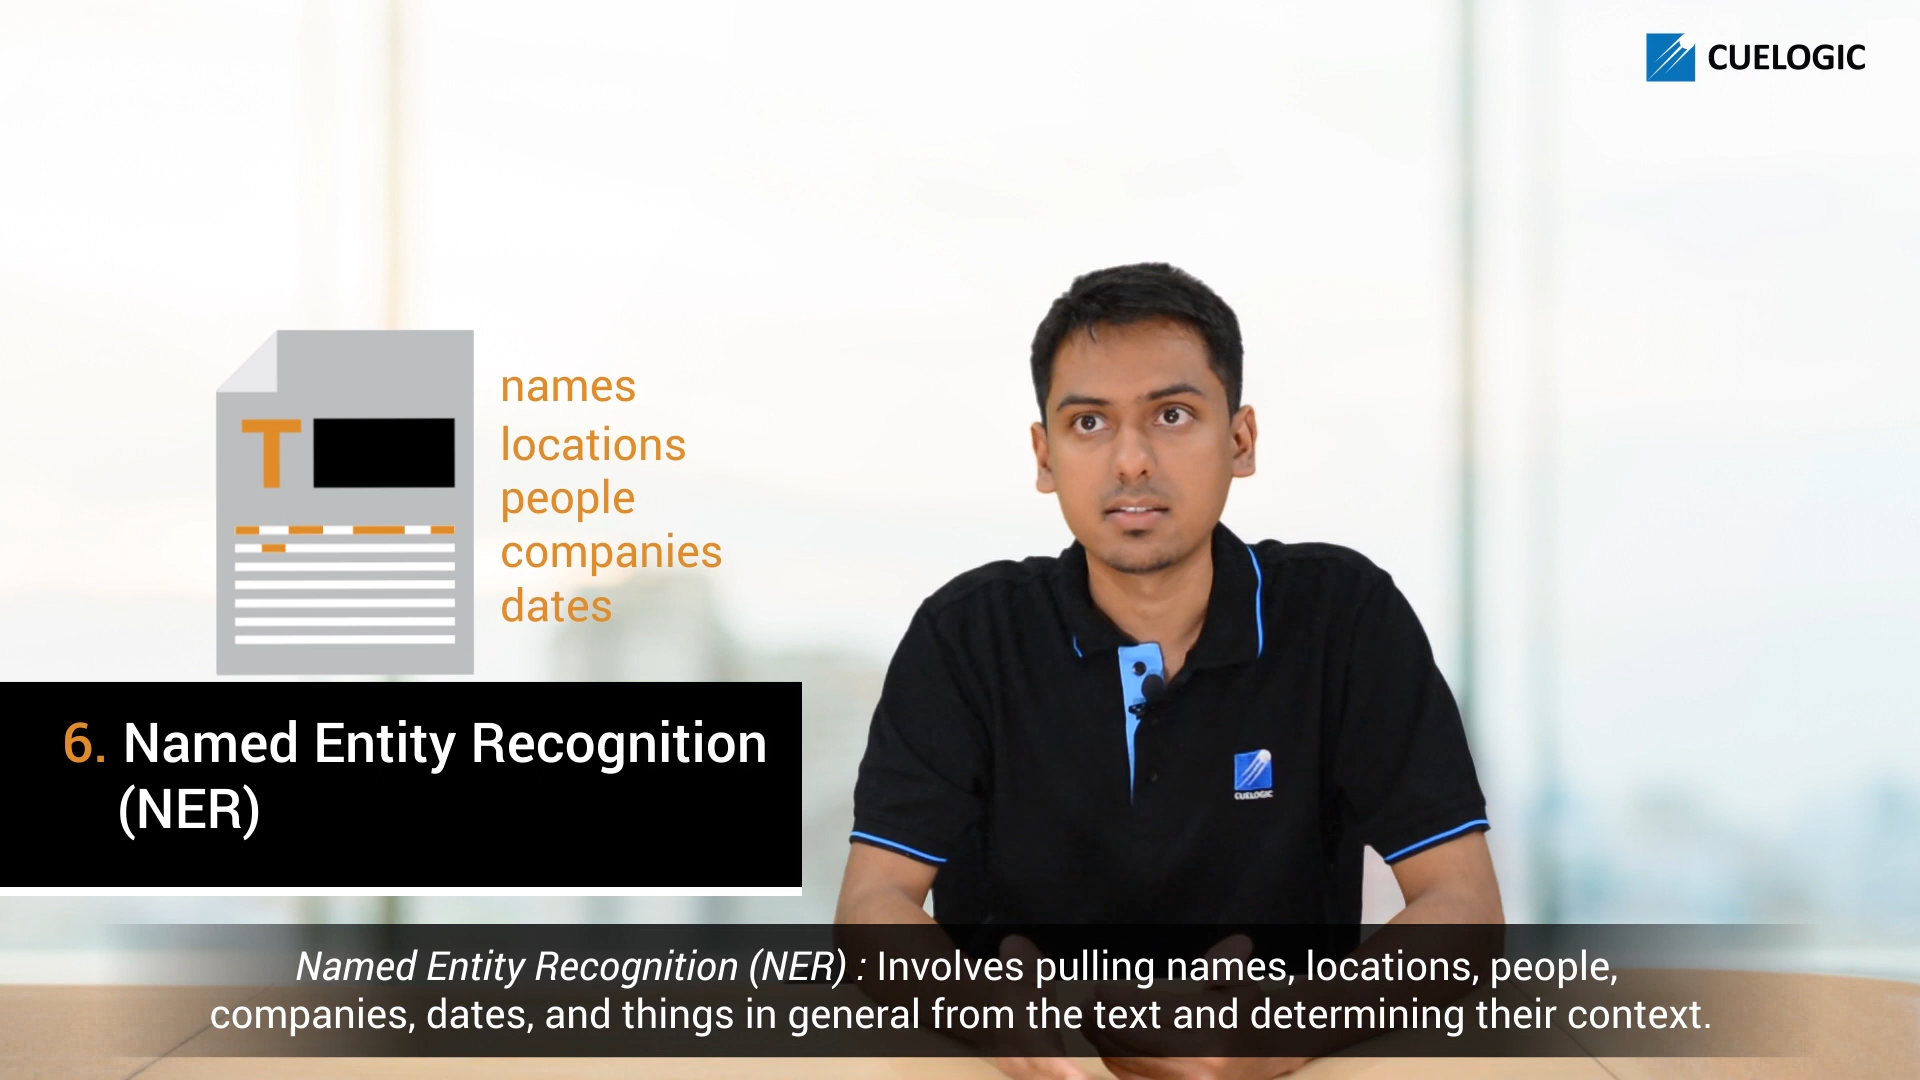 CUELOGIC
T
names
locations
people
companies
dates
6. Named Entity Recognition
(NER)
CUELOGIC
Named Entity Recognition (NER) : Involves pulling names, locations, people,
companies, dates, and things in general from the text and determining their context.